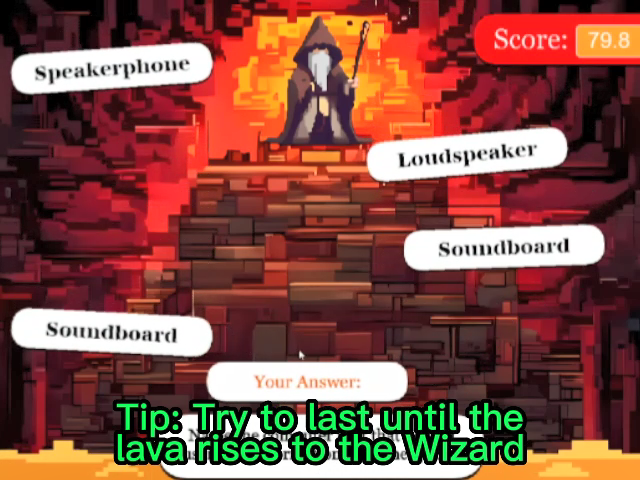 Score: 79.8
Speakerphone
Loudspeaker
Soundboard
Soundboard
Your Answer:
Tip: Try to last until the
lava rises to the Wizard